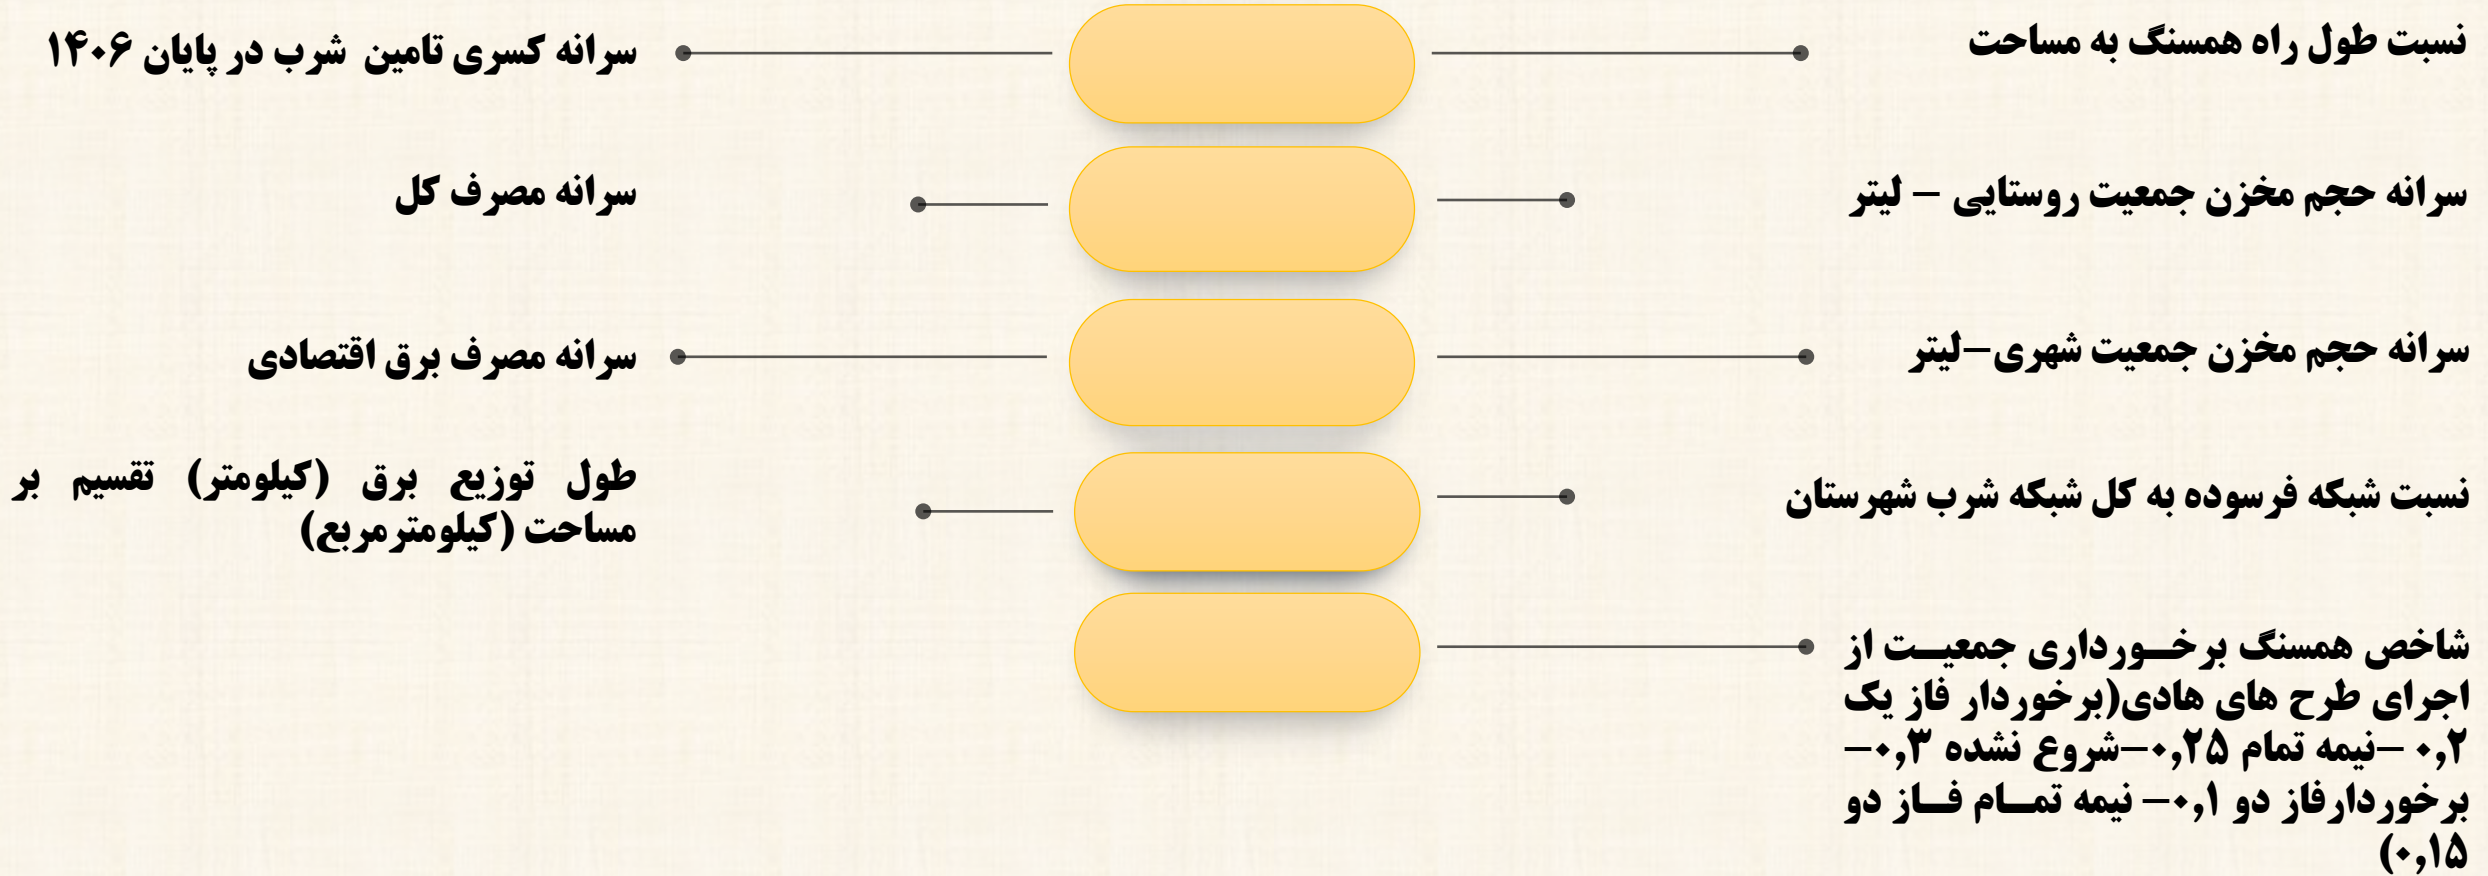 نسبت طول راه همسنگ به مساحت
سرانه حجم مخزن جمعیت روستایی – لیتر
سرانه حجم مخزن جمعیت شهری–لیتر
نسبت شبکه فرسوده به کل شبکه شرب شهرستان
شاخص همسنگ برخــورداری جمعیــت از
اجرای طرح های هادی(برخوردار فاز یک
۰,۲ –نیمه تمام ۰,۲۵–شروع نشده ۰,۳–
برخوردارفاز دو ۰,۱– نیمه تمــام فــاز دو
۰,۱۵)
سرانه کسری تامین شرب در پایان ۱۴۰۶
سرانه مصرف کل
سرانه مصرف برق اقتصادی
طول توزیع برق (کیلومتر) تقسیم بر
مساحت (کیلومترمربع)